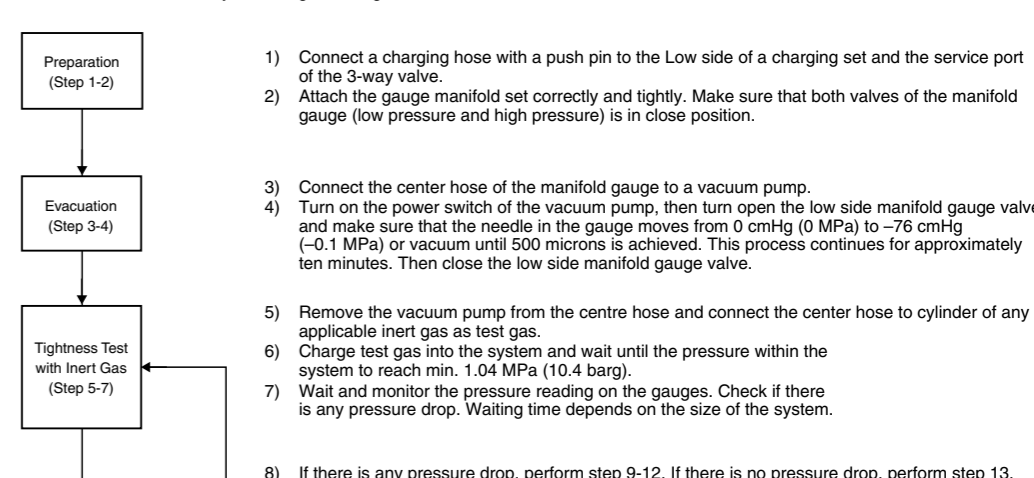 Preparation
(Step 1-2)
1) Connect a charging hose with a push pin to the Low side of a charging set and the service port
of the 3-way valve.
2) Attach the gauge manifold set correctly and tightly. Make sure that both valves of the manifold
gauge (low pressure and high pressure) is in close position.
Evacuation
(Step 3-4)
3) Connect the center hose of the manifold gauge to a vacuum pump.
4) Turn on the power switch of the vacuum pump, then turn open the low side manifold gauge valve
and make sure that the needle in the gauge moves from 0 cmHg (0 MPa) to –76 cmHg
(–0.1 MPa) or vacuum until 500 microns is achieved. This process continues for approximately
ten minutes. Then close the low side manifold gauge valve.
Tightness Test
with Inert Gas
(Step 5-7)
5) Remove the vacuum pump from the centre hose and connect the center hose to cylinder of any
applicable inert gas as test gas.
6) Charge test gas into the system and wait until the pressure within the
system to reach min. 1.04 MPa (10.4 barg).
7) Wait and monitor the pressure reading on the gauges. Check if there
is any pressure drop. Waiting time depends on the size of the system.
8) If there is any pressure drop, perform step 9-12. If there is no pressure drop, perform step 13.